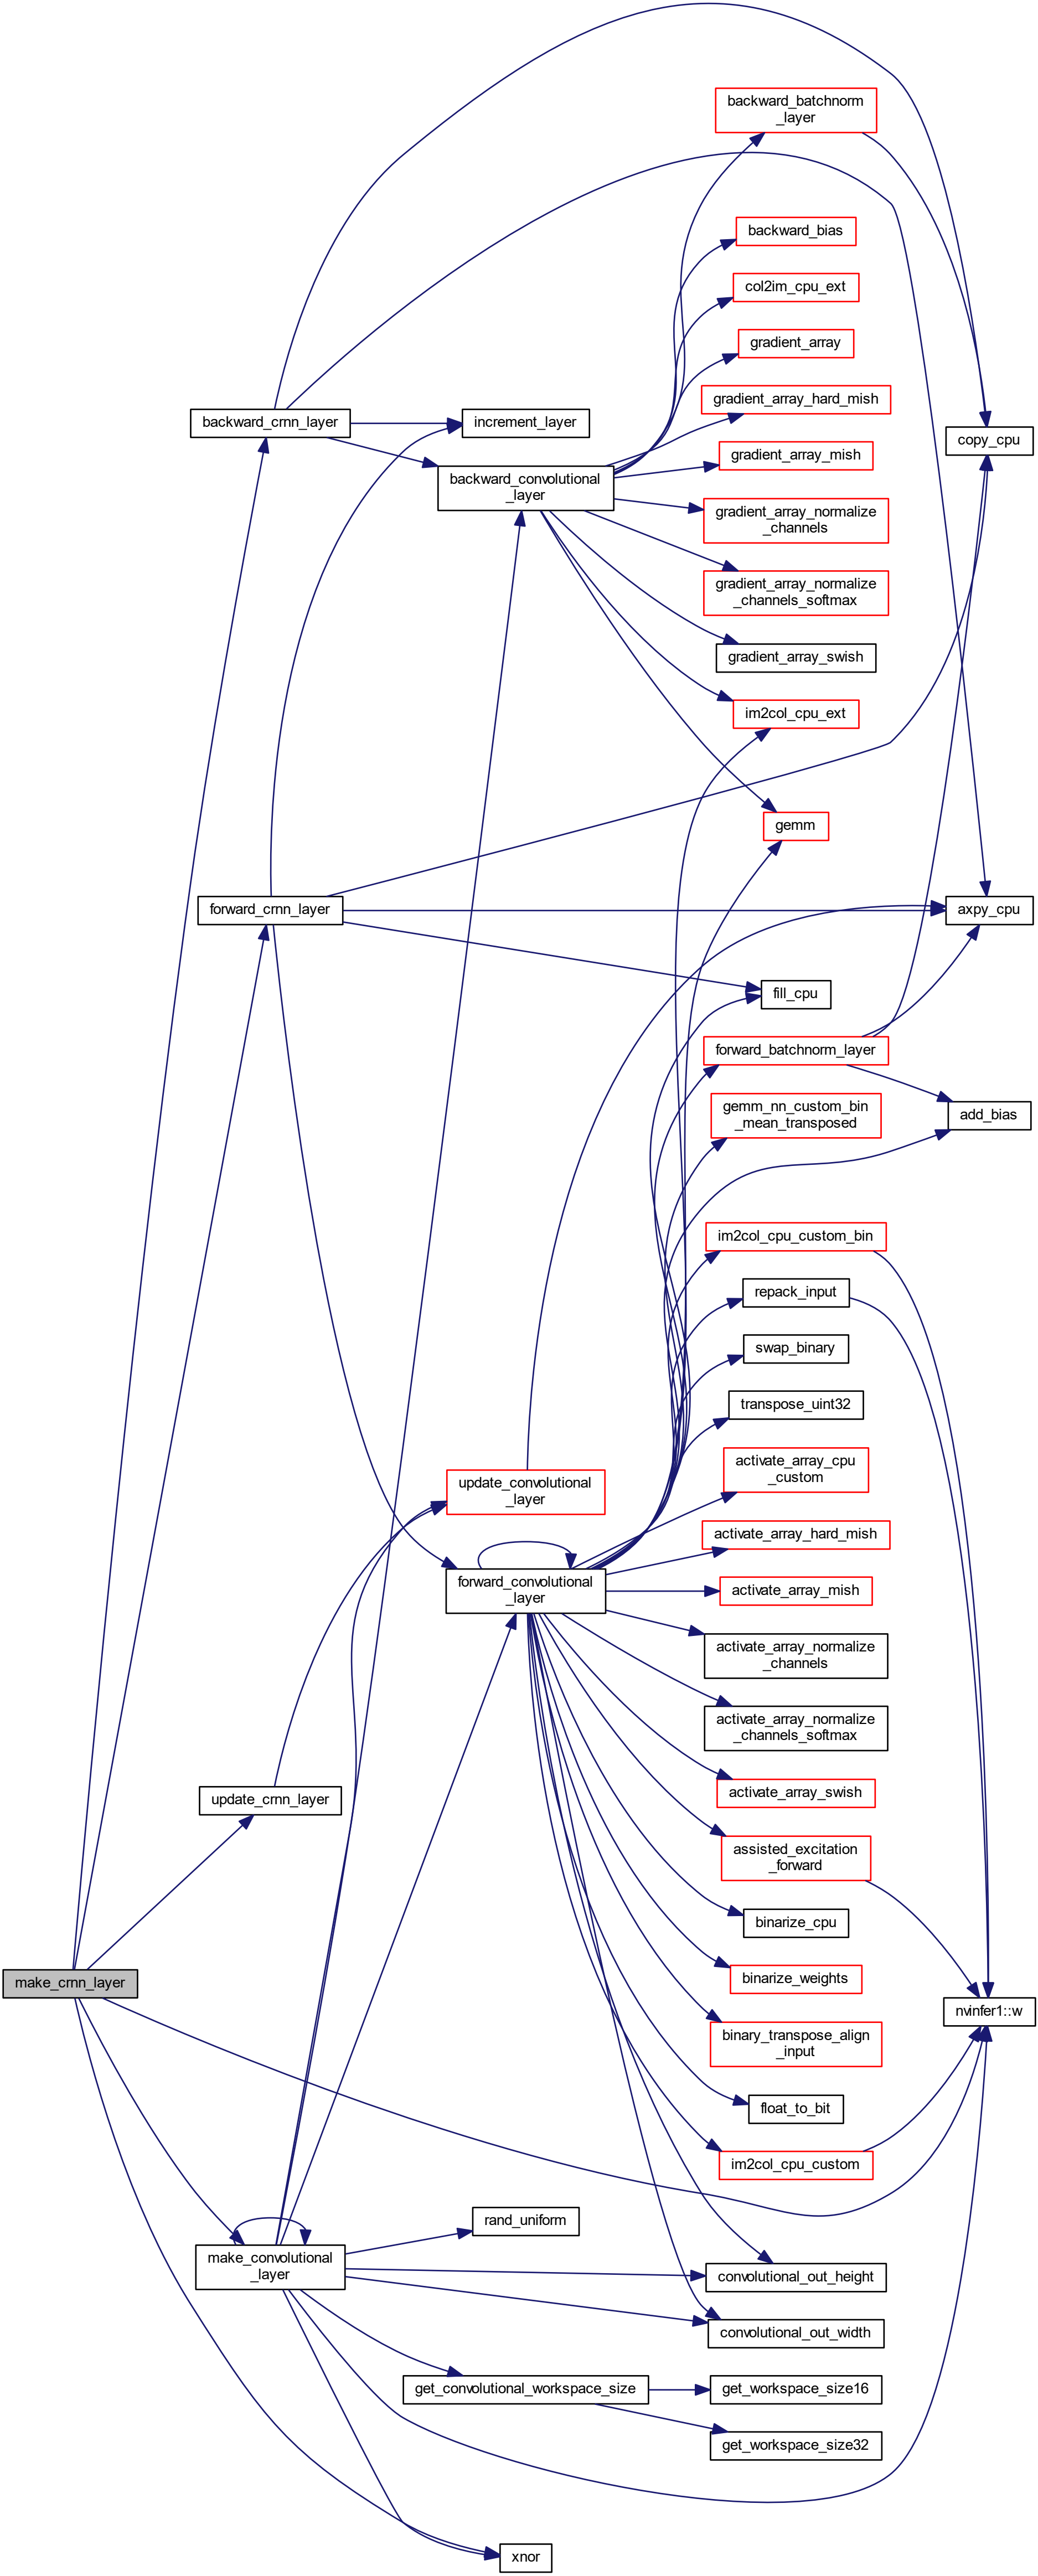 backward_batchnorm
_layer
backward_bias
col2im_cpu_ext
gradient_array
gradient_array_hard_mish
backward_crnn_layer
increment_layer
copy_cpu
gradient_array_mish
backward_convolutional
_layer
gradient_array_normalize
_channels
gradient_array_normalize
_channels_softmax
gradient_array_swish
im2col_cpu_ext
gemm
forward_crnn_layer
axpy_cpu
fill_cpu
forward_batchnorm_layer
add_bias
gemm_nn_custom_bin
_mean_transposed
im2col_cpu_custom_bin
repack_input
swap_binary
transpose_uint32
activate_array_cpu
_custom
update_convolutional
_layer
activate_array_hard_mish
forward_convolutional
_layer
activate_array_mish
activate_array_normalize
_channels
activate_array_normalize
_channels_softmax
activate_array_swish
update_crnn_layer
assisted_excitation
_forward
binarize_cpu
binarize_weights
make_crnn_layer
nvinfer1::w
binary_transpose_align
_input
float_to_bit
im2col_cpu_custom
rand_uniform
make_convolutional
_layer
convolutional_out_height
convolutional_out_width
get_convolutional_workspace_size
get_workspace_size16
get_workspace_size32
xnor